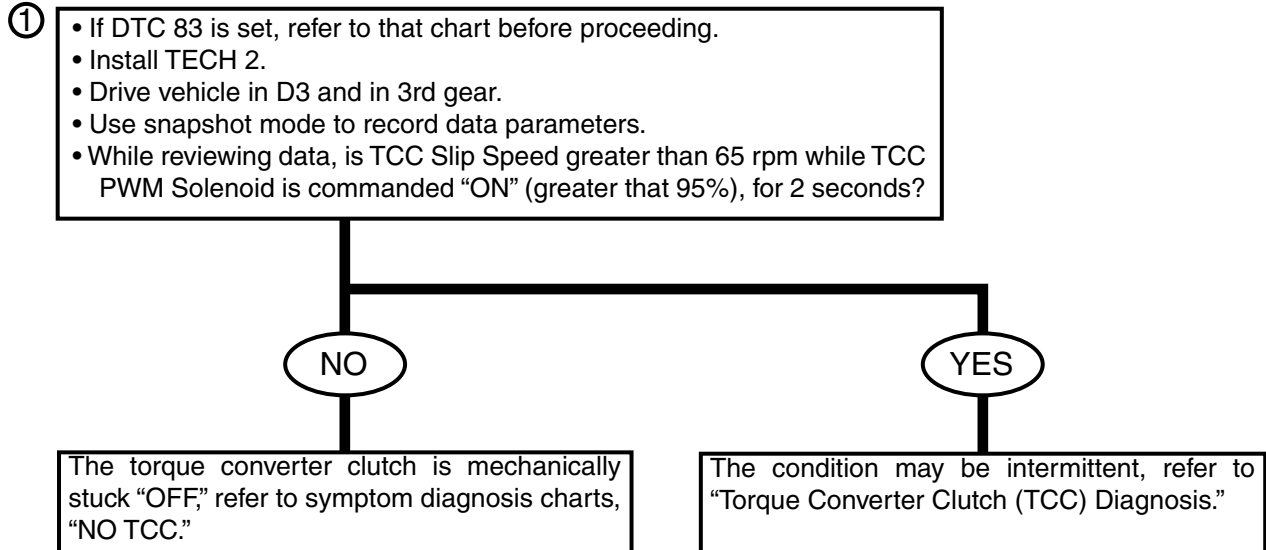 ①
• If DTC 83 is set, refer to that chart before proceeding.
• Install TECH 2.
• Drive vehicle in D3 and in 3rd gear.
• Use snapshot mode to record data parameters.
• While reviewing data, is TCC Slip Speed greater than 65 rpm while TCC
PWM Solenoid is commanded “ON” (greater that 95%), for 2 seconds?
NO
YES
The torque converter clutch is mechanically
stuck “OFF,” refer to symptom diagnosis charts,
“NO TCC.”
The condition may be intermittent, refer to
“Torque Converter Clutch (TCC) Diagnosis.”